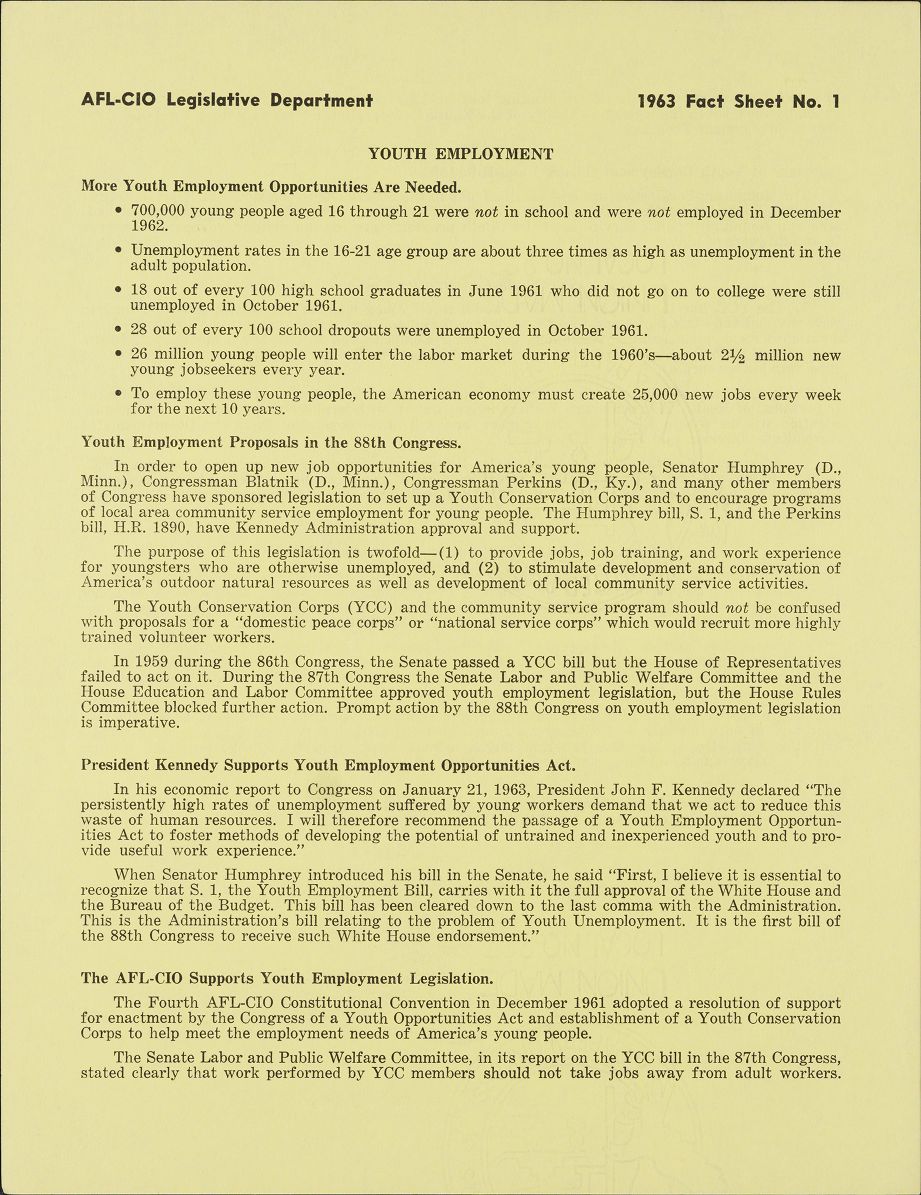 AFL-CIO Legislative Department
1963 Fact Sheet No. 1
YOUTH EMPLOYMENT
More Youth Employment Opportunities Are Needed.
• 700,000 young people aged 16 through 21 were not in school and were not employed in December
1962.
• Unemployment rates in the 16-21 age group are about three times as high as unemployment in the
adult population.
• 18 out of every 100 high school graduates in June 1961 who did not go on to college were still
unemployed in October 1961.
• 28 out of every 100 school dropouts were unemployed in October 1961.
• 26 million young people will enter the labor market during the 1960's—about 2½ million new
young jobseekers every year.
• To employ these young people, the American economy must create 25,000 new jobs every week
for the next 10 years.
Youth Employment Proposals in the 88th Congress.
In order to open up new job opportunities for America's young people, Senator Humphrey (D.,
Minn.), Congressman Blatnik (D., Minn.), Congressman Perkins (D., Ky.), and many other members
of Congress have sponsored legislation to set up a Youth Conservation Corps and to encourage programs
of local area community service employment for young people. The Humphrey bill, S. 1, and the Perkins
bill, H.R. 1890, have Kennedy Administration approval and support.
The purpose of this legislation is twofold—(1) to provide jobs, job training, and work experience
for youngsters who are otherwise unemployed, and (2) to stimulate development and conservation of
America's outdoor natural resources as well as development of local community service activities.
The Youth Conservation Corps (YCC) and the community service program should not be confused
with proposals for a "domestic peace corps" or "national service corps" which would recruit more highly
trained volunteer workers.
In 1959 during the 86th Congress, the Senate passed a YCC bill but the House of Representatives
failed to act on it. During the 87th Congress the Senate Labor and Public Welfare Committee and the
House Education and Labor Committee approved youth employment legislation, but the House Rules
Committee blocked further action. Prompt action by the 88th Congress on youth employment legislation
is imperative.
President Kennedy Supports Youth Employment Opportunities Act.
In his economic report to Congress on January 21, 1963, President John F. Kennedy declared "The
persistently high rates of unemployment suffered by young workers demand that we act to reduce this
waste of human resources. I will therefore recommend the passage of a Youth Employment Opportun-
ities Act to foster methods of developing the potential of untrained and inexperienced youth and to pro-
vide useful work experience."
When Senator Humphrey introduced his bill in the Senate, he said "First, I believe it is essential to
recognize that S. 1, the Youth Employment Bill, carries with it the full approval of the White House and
the Bureau of the Budget. This bill has been cleared down to the last comma with the Administration.
This is the Administration's bill relating to the problem of Youth Unemployment. It is the first bill of
the 88th Congress to receive such White House endorsement."
The AFL-CIO Supports Youth Employment Legislation.
The Fourth AFL-CIO Constitutional Convention in December 1961 adopted a resolution of support
for enactment by the Congress of a Youth Opportunities Act and establishment of a Youth Conservation
Corps to help meet the employment needs of America's young people.
The Senate Labor and Public Welfare Committee, in its report on the YCC bill in the 87th Congress,
stated clearly that work performed by YCC members should not take jobs away from adult workers.